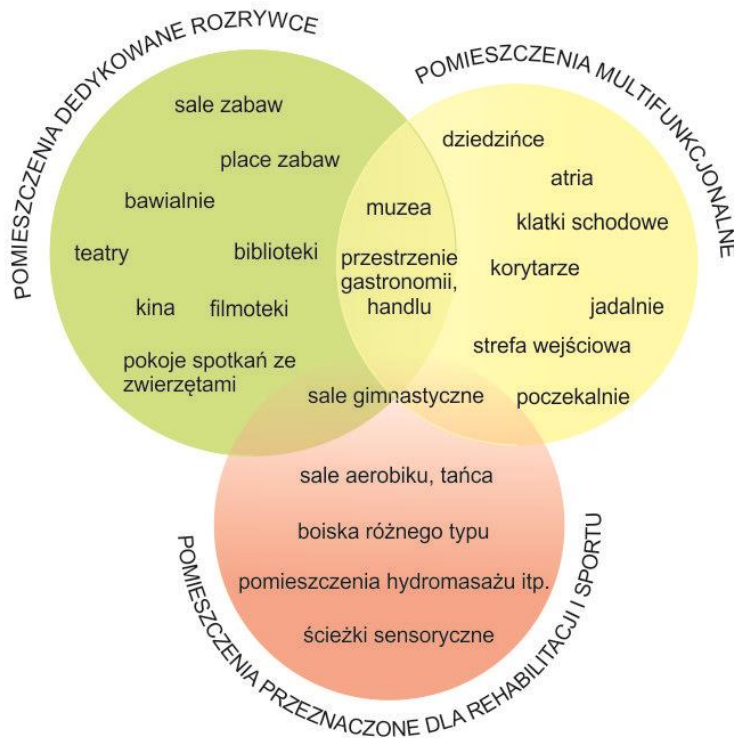 POMIESZCZENIA DEDYKOWANE ROZRYWCE
sale zabaw
place zabaw
bawialnie
teatry
biblioteki
kina
filmoteki
pokoje spotkań ze
zwierzętami
POMIESZCZENIA MULTIFUNKCJONALNE
dziedzińce
atria
klatki schodowe
korytarze
jadalnie
strefa wejściowa
poczekalnie
muzea
przestrzenie
gastronomii,
handlu
sale gimnastyczne
sale aerobiku, tańca
boiska różnego typu
pomieszczenia hydromasażu itp.
ścieżki sensoryczne
POMIESZCZENIA PRZEZNACZONE DLA REHABILITACJI I SPORTU